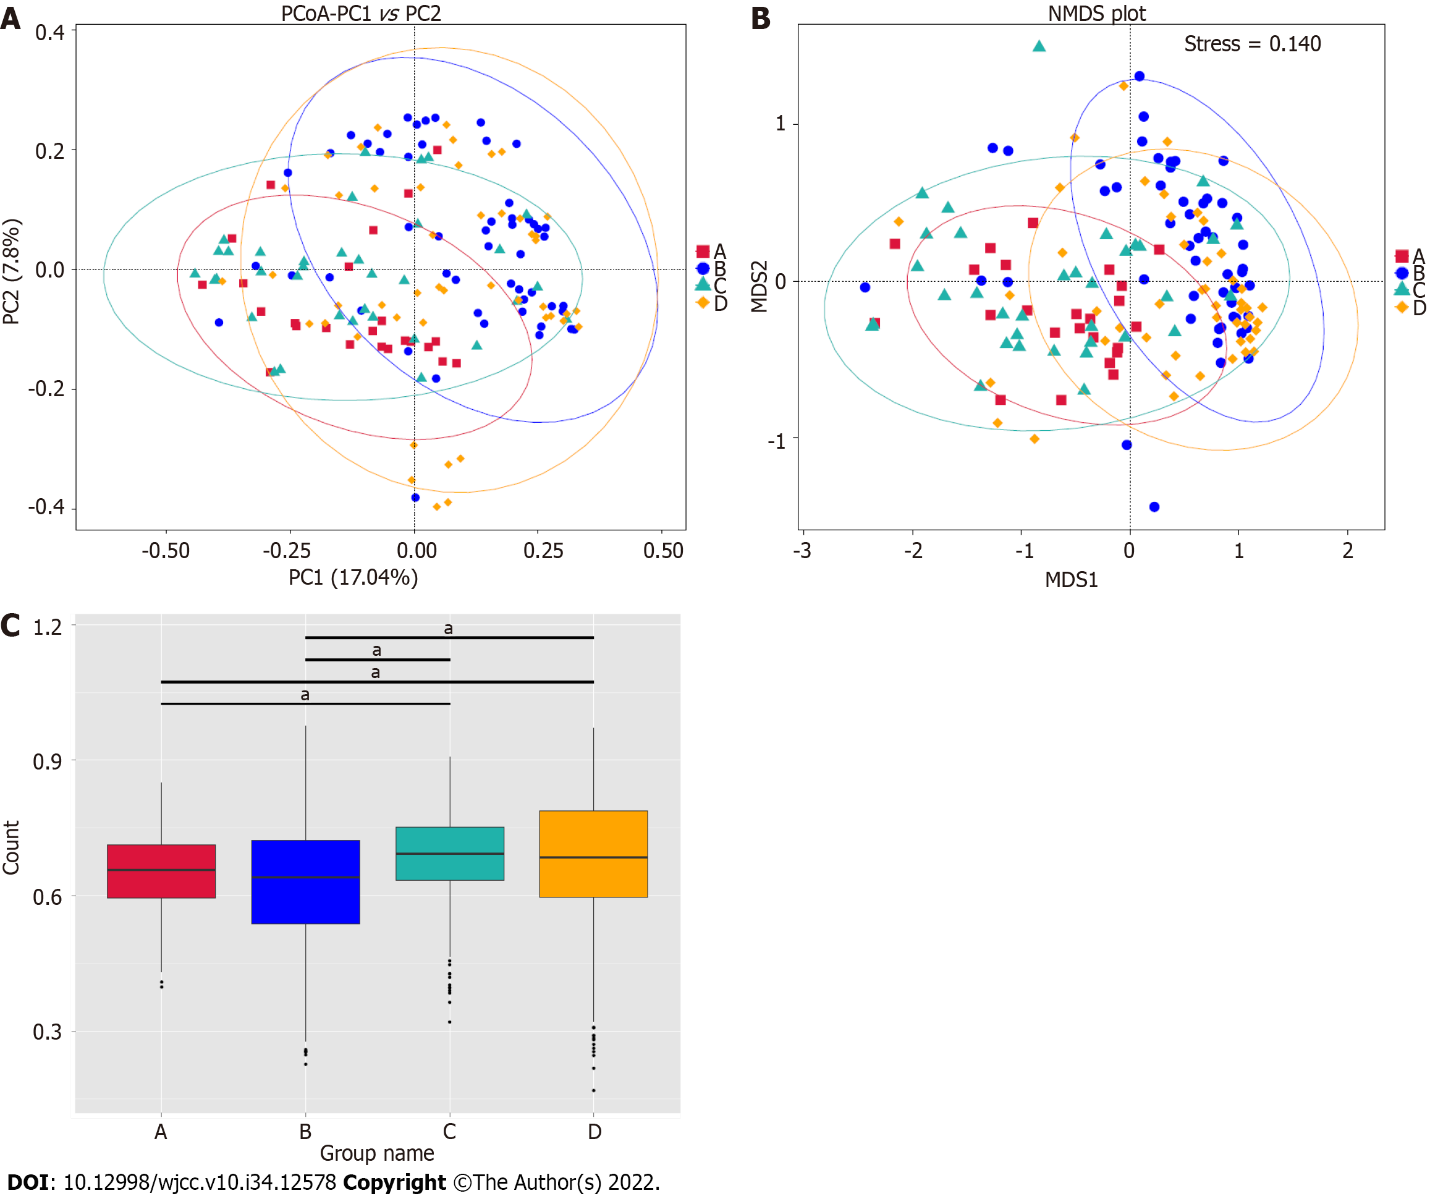 A
PCoA-PC1 vs PC2
0.4
0.2
0.0
-0.2
-0.4
PC2 (7.8%)
-0.50
-0.25
0.00
0.25
0.50
PC1 (17.04%)
A
B
C
D
B
NMDS plot
Stress = 0.140
1
0
-1
MDS2
-3
-2
-1
0
1
2
MDS1
A
B
C
D
C
1.2
0.9
0.6
0.3
Count
a
a
a
a
A
B
C
D
Group name
DOI: 10.12998/wjcc.v10.i34.12578 Copyright ©The Author(s) 2022.